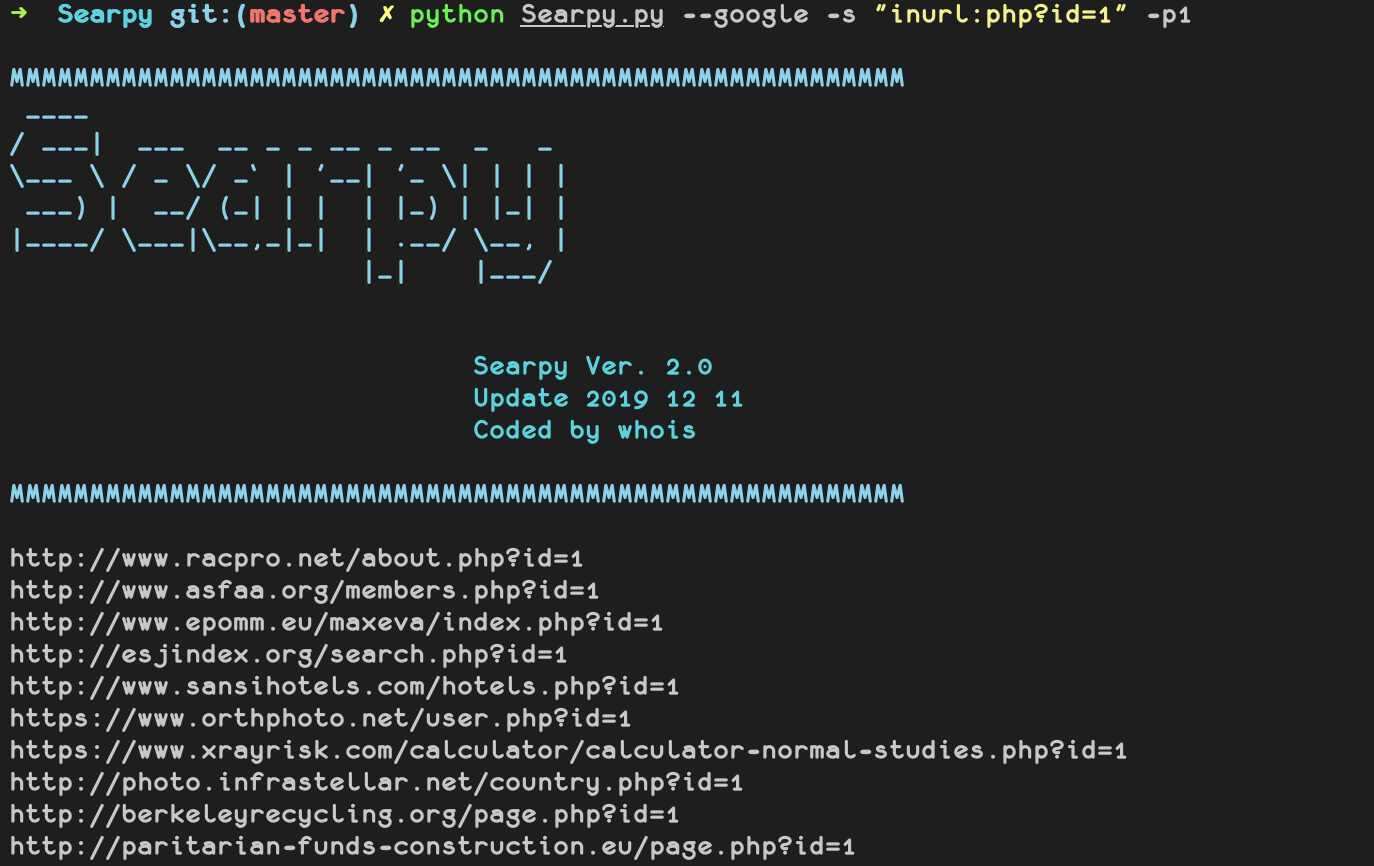 ➜  Searpy git:(master) ✗ python Searpy.py --google -s "inurl:php?id=1" -p1
MMMMMMMMMMMMMMMMMMMMMMMMMMMMMMMMMMMMMMMMMMMMMMMMMMMMMMMM
Searpy
Searpy Ver. 2.0
Update 2019 12 11
Coded by whois
MMMMMMMMMMMMMMMMMMMMMMMMMMMMMMMMMMMMMMMMMMMMMMMMMMMMMMMM
http://www.racpro.net/about.php?id=1
http://www.asfaa.org/members.php?id=1
http://www.epomm.eu/maxeva/index.php?id=1
http://esjindex.org/search.php?id=1
http://www.sansihotels.com/hotels.php?id=1
https://www.orthphoto.net/user.php?id=1
https://www.xrayrisk.com/calculator/calculator-normal-studies.php?id=1
http://photo.infrastellar.net/country.php?id=1
http://berkeleyrecycling.org/page.php?id=1
http://paritarian-funds-construction.eu/page.php?id=1